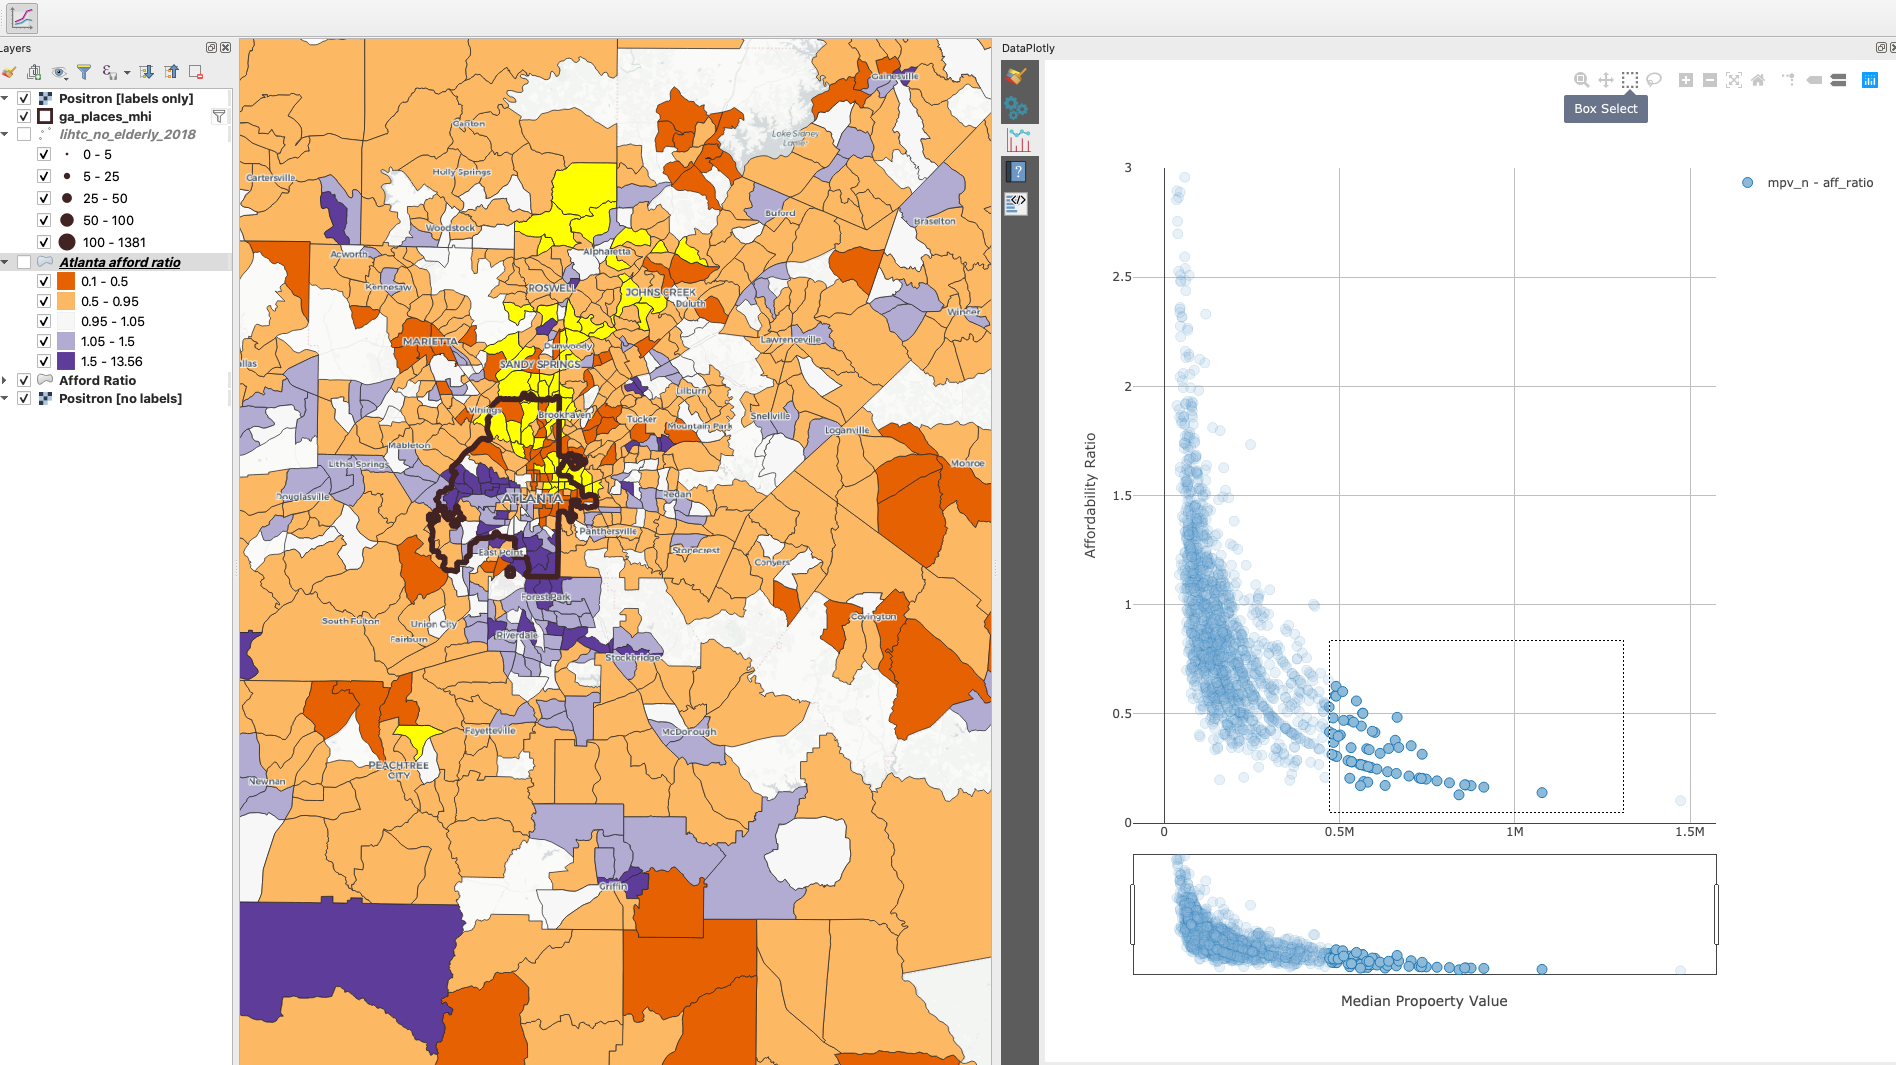 Layers
Positron [labels only]
ga_places_mhi
lihtc_no_elderly_2018
0 - 5
5 - 25
25 - 50
50 - 100
100 - 1381
Atlanta afford ratio
0.1 - 0.5
0.5 - 0.95
0.95 - 1.05
1.05 - 1.5
1.5 - 13.56
Afford Ratio
Positron [no labels]
Gainesville
Canton
Lake Sidney
Lanier
Holly Springs
Cartersville
Buford
Braselton
Woodstock
Acworth
Alpharetta
Kennesaw
ROSWELL
JOHNS CREEK
Duluth
Winder
MARIETTA
Dunwoody
Lawrenceville
SANDY SPRINGS
Lilburn
Vinings
Brookhaven
Tucker
Mountain Park
Snellville
Loganville
Mableton
Lithia Springs
Monroe
Douglasville
ATLANTA
Redan
Panthersville
East Point
Stonecrest
Conyers
Forest Park
South Fulton
Union City
Covington
Fairburn
Riverdale
Stockbridge
Fayetteville
McDonough
PEACHTREE
CITY
Newnan
Griffin
DataPlotly
Box Select
mpv_n - aff_ratio
3
2.5
2
1.5
1
0.5
0
Affordability Ratio
0
0.5M
1M
1.5M
Median Propoerty Value